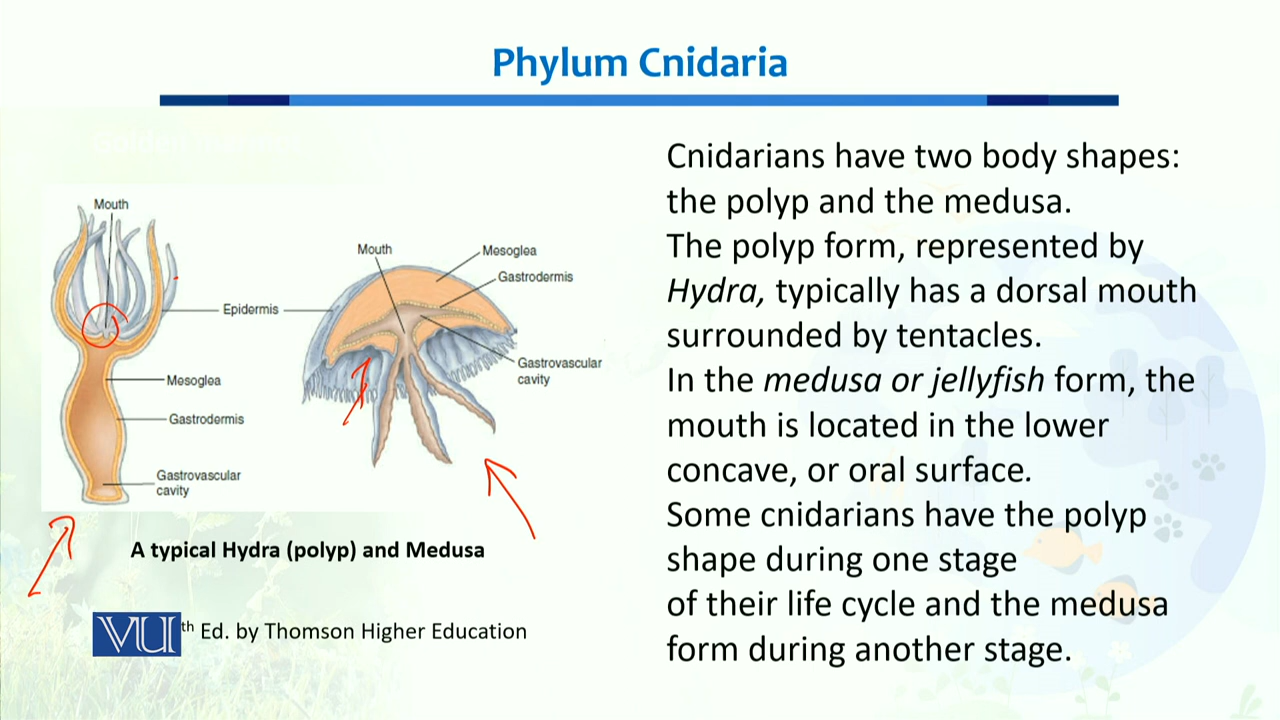 Phylum Cnidaria
Mouth
Epidermis
Mesoglea
Gastrodermis
Gastrovascular
cavity
Mouth
Mesoglea
Gastrodermis
Gastrovascular
cavity
A typical Hydra (polyp) and Medusa
VU th Ed. by Thomson Higher Education
Cnidarians have two body shapes:
the polyp and the medusa.
The polyp form, represented by
Hydra, typically has a dorsal mouth
surrounded by tentacles.
In the medusa or jellyfish form, the
mouth is located in the lower
concave, or oral surface.
Some cnidarians have the polyp
shape during one stage
of their life cycle and the medusa
form during another stage.